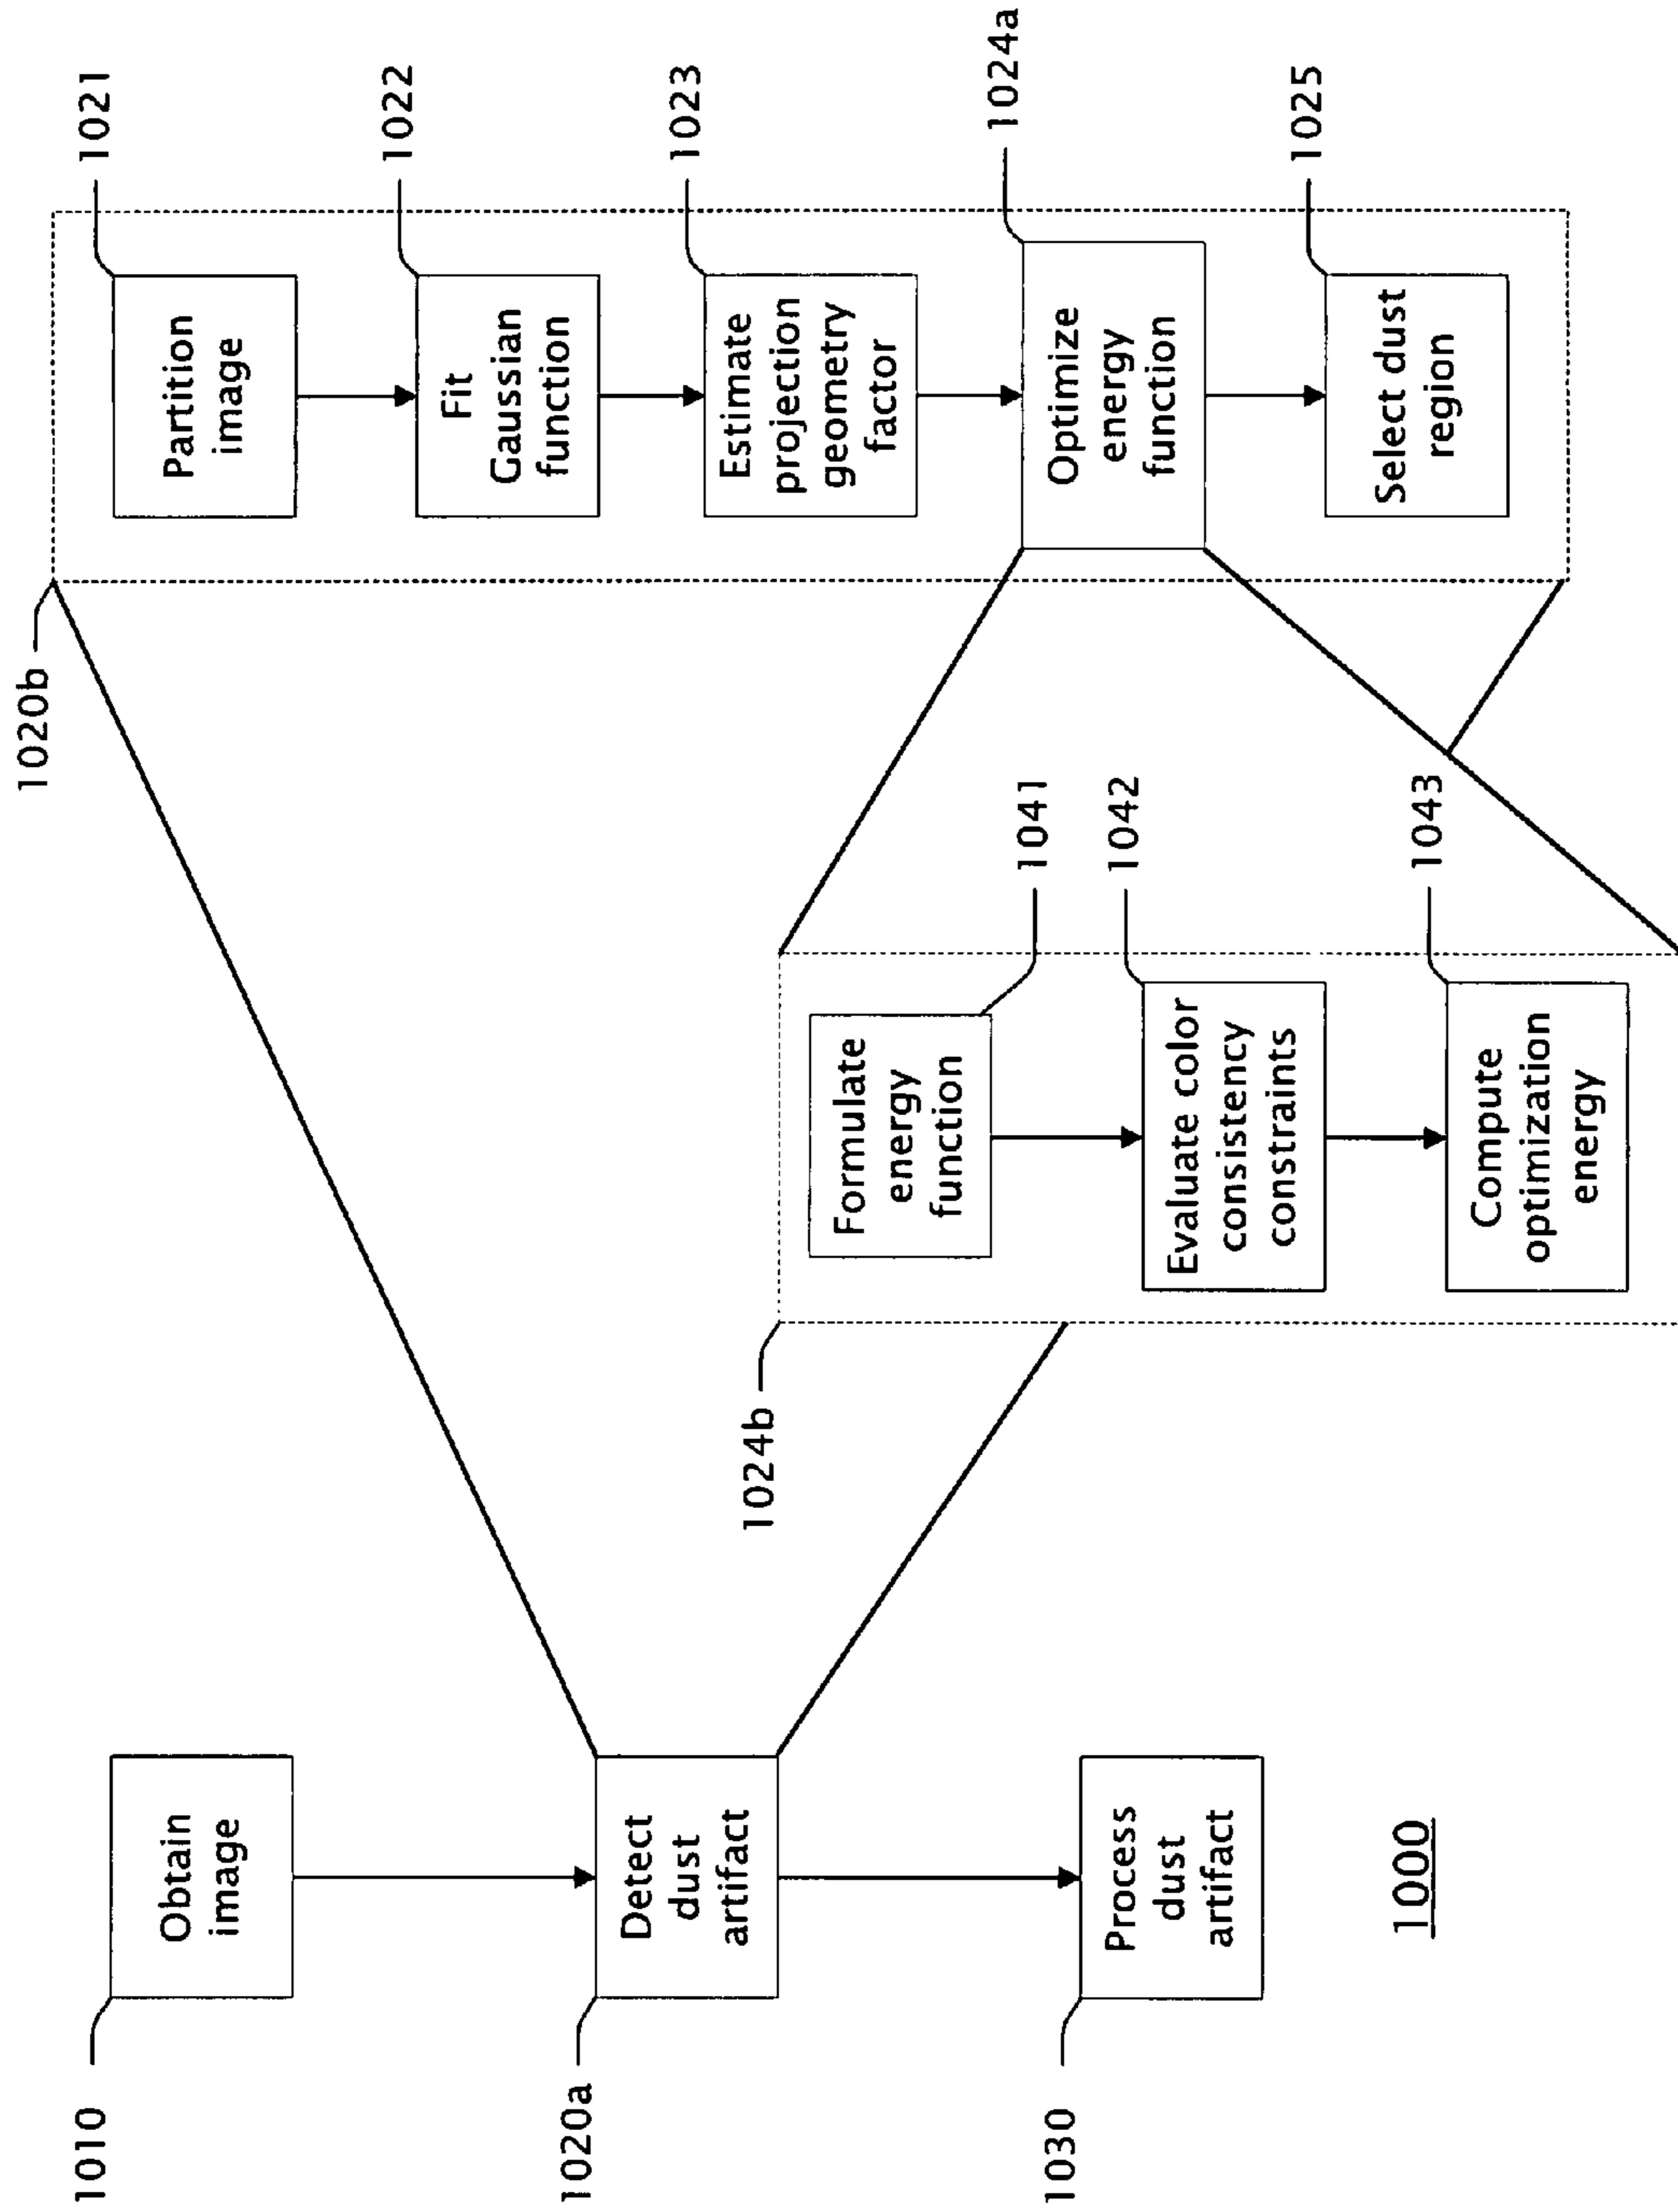 1010
Obtain
image
1020a
Detect
dust
artifact
1030
Process
dust
artifact
1000
1020b
Partition
image
1021
Fit
Gaussian
function
1022
Estimate
projection
geometry
factor
1023
Optimize
energy
function
1024a
Select dust
region
1025
1024b
Formulate
energy
function
1041
Evaluate color
consistency
constraints
1042
Compute
optimization
energy
1043